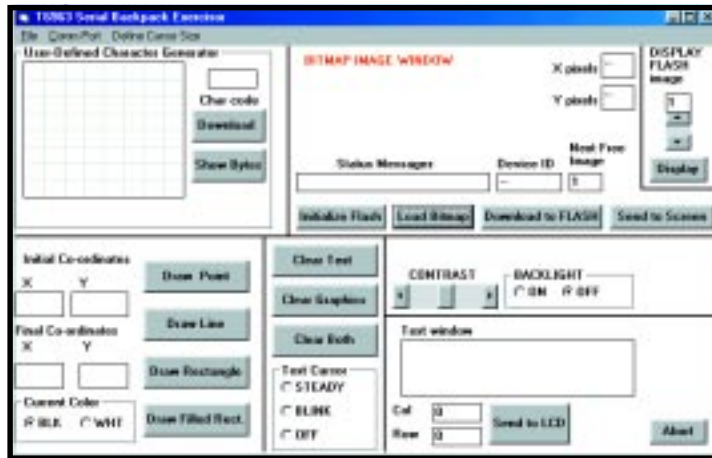 T6963 Serial Backpack Exerciser
File Comm Port Define Cursor Size
User-Defined Character Generator
Char code
Download
Show Bytes
BITMAP IMAGE WINDOW
X pixels --
Y pixels --
DISPLAY
FLASH
image
1
Display
Status Messages
Device ID
--
Next Free
Image
1
Initialize Flash
Load Bitmap
Download to FLASH
Send to Screen
Initial Co-ordinates
X Y
Draw Point
Draw Line
Final Co-ordinates
X Y
Draw Rectangle
Current Color
BLK WHT
Draw Filled Rect.
Clear Text
Clear Graphics
Clear Both
Text Cursor
STEADY
BLINK
OFF
CONTRAST
BACKLIGHT
ON OFF
Text window
Col 0
Row 0
Send to LCD
Abort